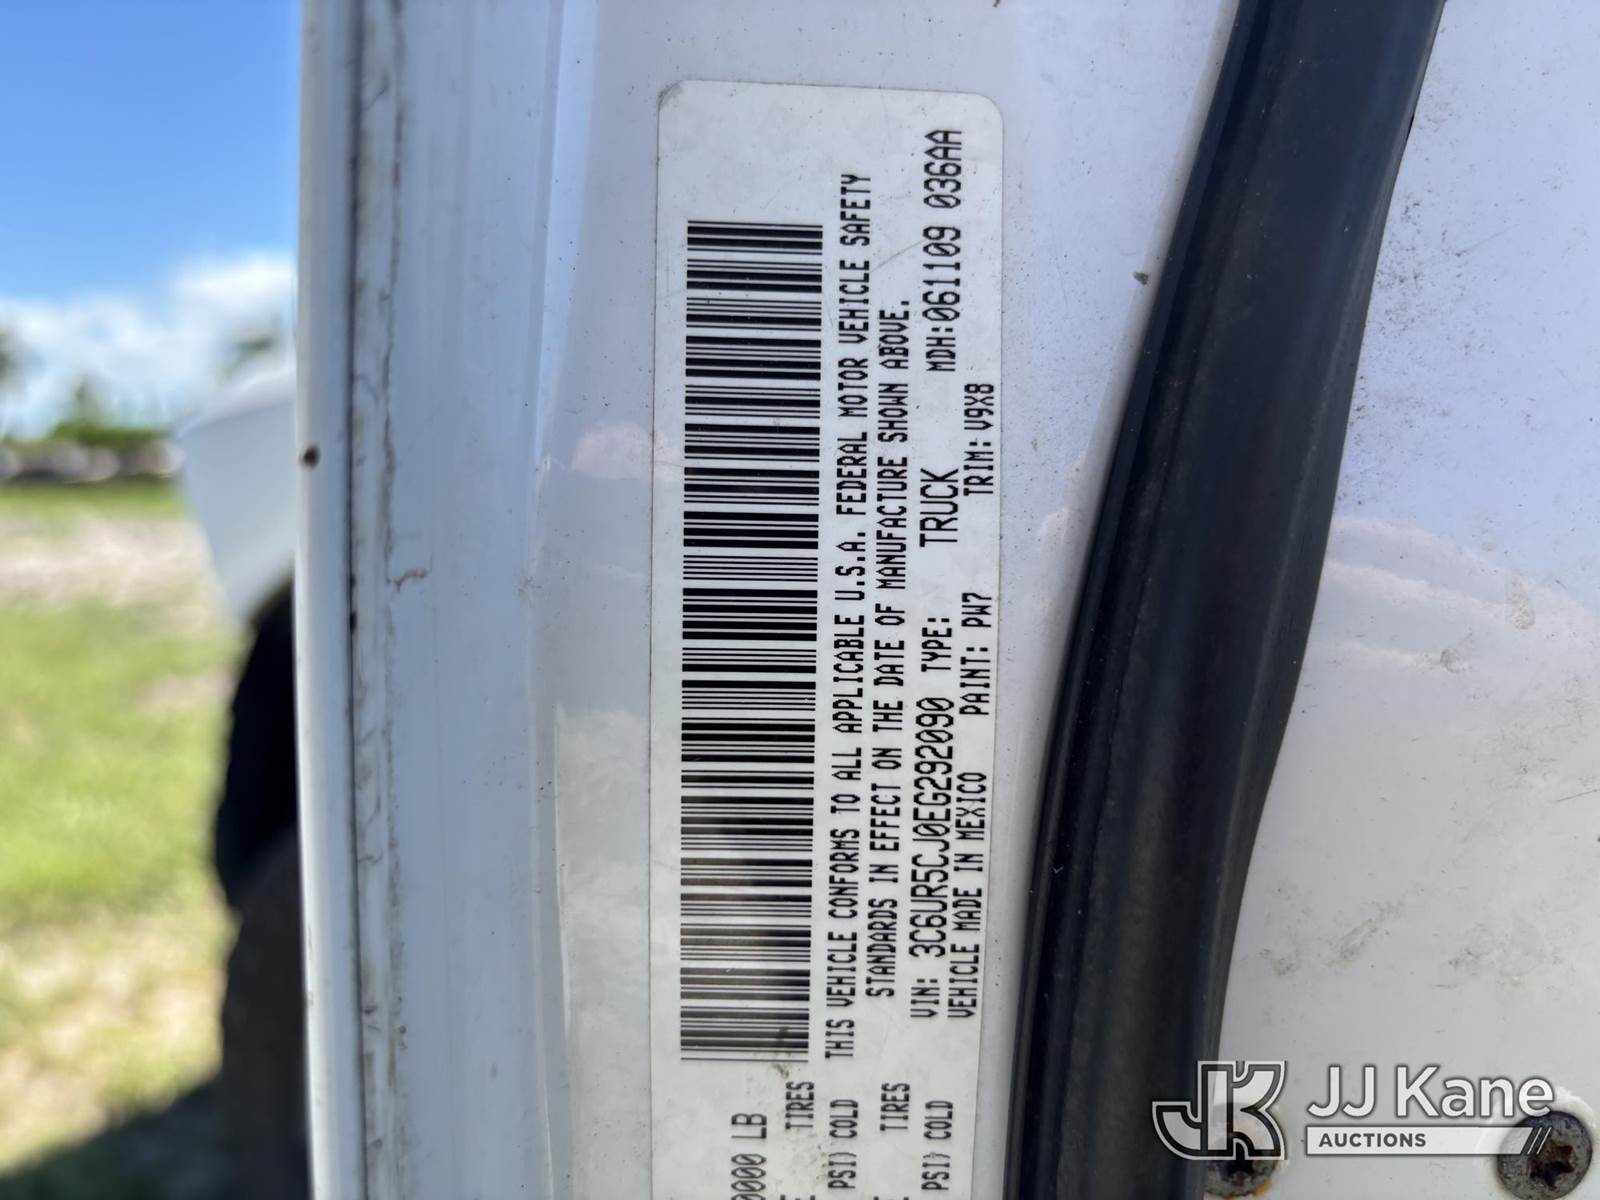 0000 LB
TIRES
PSI) COLD
TIRES
PSI) COLD
THIS VEHICLE CONFORMS TO ALL APPLICABLE U.S.A. FEDERAL MOTOR VEHICLE SAFETY
STANDARDS IN EFFECT ON THE DATE OF MANUFACTURE SHOWN ABOVE.
VIN: 3C6UR5CJ0EG292090 TYPE: TRUCK MDH:061109 036AA
VEHICLE MADE IN MEXICO PAINT: PW7 TRIM: V9X8
JK JJ Kane
AUCTIONS